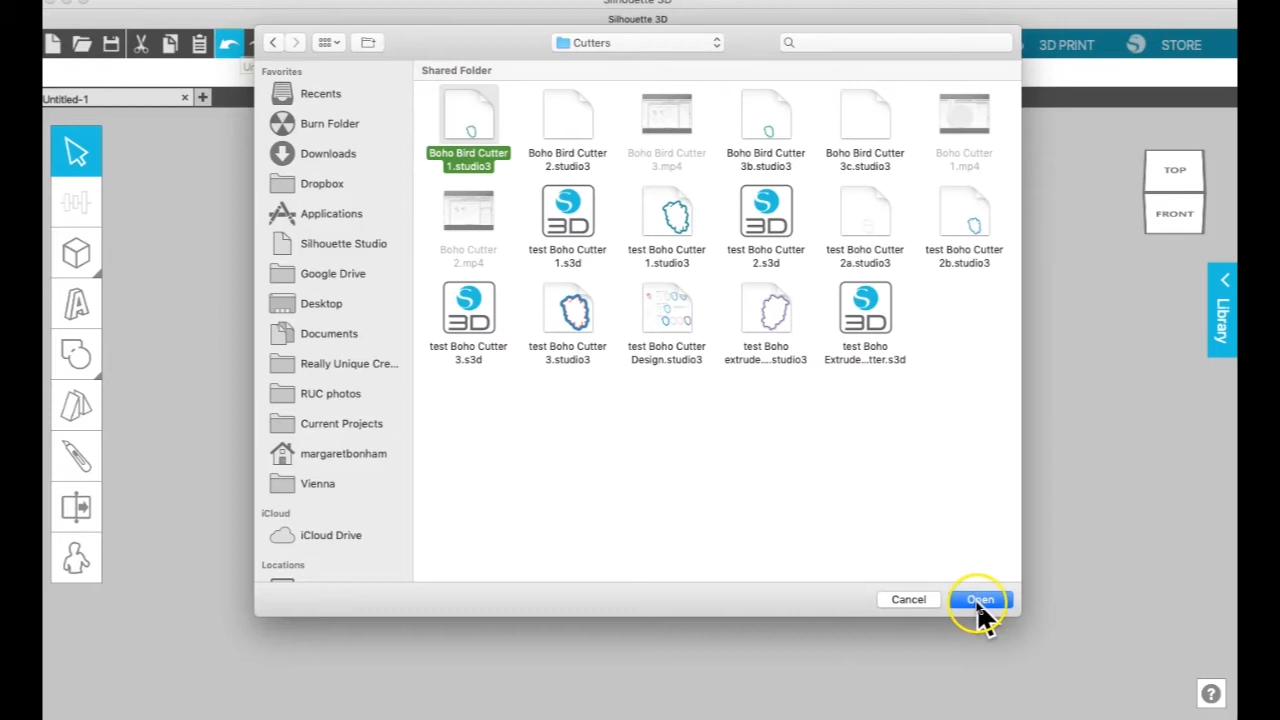 Silhouette 3D
Silhouette 3D
Cutters
3D PRINT
STORE
Untitled-1
Favorites
Recents
Burn Folder
Downloads
Dropbox
Applications
Silhouette Studio
Google Drive
Desktop
Documents
Really Unique Cre...
RUC photos
Current Projects
margaretbonham
Vienna
iCloud
iCloud Drive
Locations
Shared Folder
Boho Bird Cutter
1.studio3
Boho Bird Cutter
2.studio3
Boho Bird Cutter
3.mp4
Boho Bird Cutter
3b.studio3
Boho Bird Cutter
3c.studio3
Boho Cutter
1.mp4
Boho Cutter
2.mp4
3D
test Boho Cutter
1.s3d
test Boho Cutter
1.studio3
3D
test Boho Cutter
2.s3d
test Boho Cutter
2a.studio3
test Boho Cutter
2b.studio3
3D
test Boho Cutter
3.s3d
test Boho Cutter
3.studio3
test Boho Cutter
Design.studio3
test Boho
extrude....studio3
3D
test Boho
Extrude...tter.s3d
Cancel
Open
TOP
FRONT
Library
?